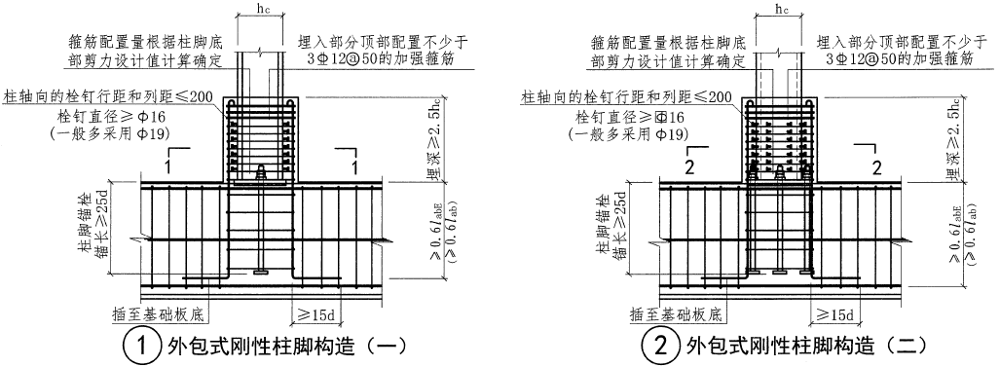 hc
箍筋配置量根据柱脚底
部剪力设计值计算确定
埋入部分顶部配置不少于
3Φ12@50的加强箍筋
柱轴向的栓钉行距和列距≤200
栓钉直径≥Φ16
(一般多采用Φ19)
埋深≥2.5hc
1
1
柱脚锚栓
锚长≥25d
≥0.6labE
(≥0.6lab)
插至基础板底
≥15d
1 外包式刚性柱脚构造（一）
hc
箍筋配置量根据柱脚底
部剪力设计值计算确定
埋入部分顶部配置不少于
3Φ12@50的加强箍筋
柱轴向的栓钉行距和列距≤200
栓钉直径≥Φ16
(一般多采用Φ19)
埋深≥2.5hc
2
2
柱脚锚栓
锚长≥25d
≥0.6labE
(≥0.6lab)
插至基础板底
≥15d
2 外包式刚性柱脚构造（二）